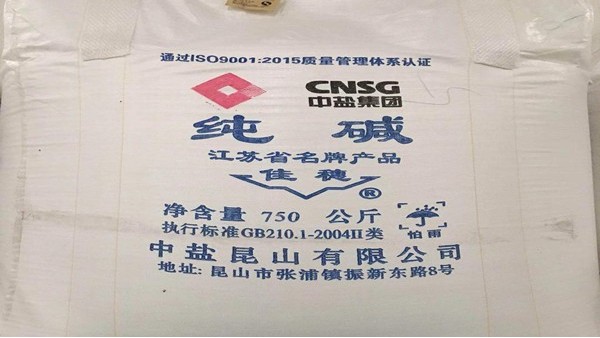 通过ISO9001:2015质量管理体系认证
CNSG
中盐集团
纯 碱
江苏省名牌产品
佳穗
®
净含量 750 公斤
怕雨
执行标准GB210.1-2004II类
中盐昆山有限公司
地址: 昆山市张浦镇振新东路8号